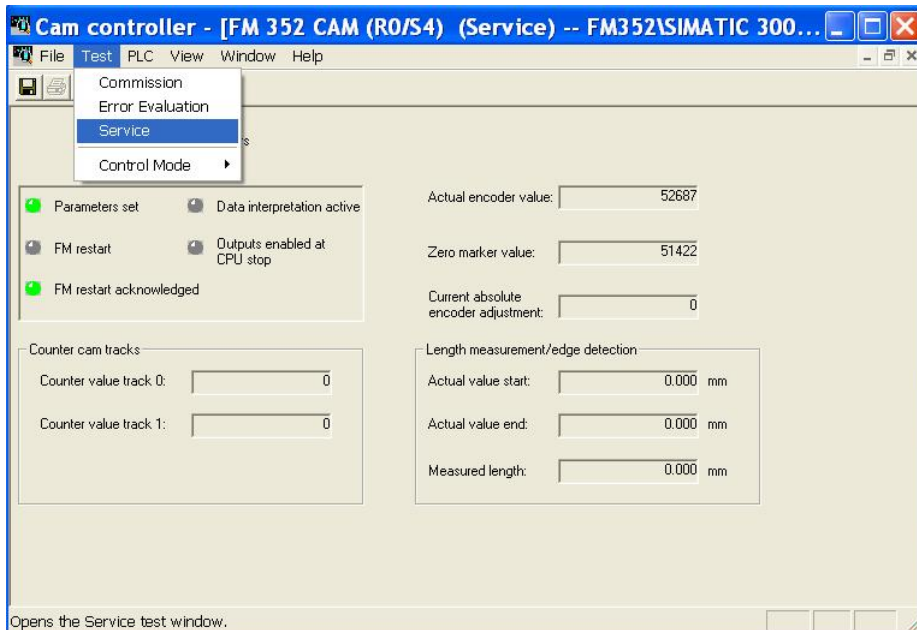 Cam controller - [FM 352 CAM (R0/S4) (Service) -- FM352\SIMATIC 300...
File Test PLC View Window Help
Commission
Error Evaluation
Service
Control Mode
Parameters set
Data interpretation active
FM restart
Outputs enabled at
CPU stop
FM restart acknowledged
Actual encoder value: 52687
Zero marker value: 51422
Current absolute
encoder adjustment: 0
Counter cam tracks
Counter value track 0: 0
Counter value track 1: 0
Length measurement/edge detection
Actual value start: 0.000 mm
Actual value end: 0.000 mm
Measured length: 0.000 mm
Opens the Service test window.